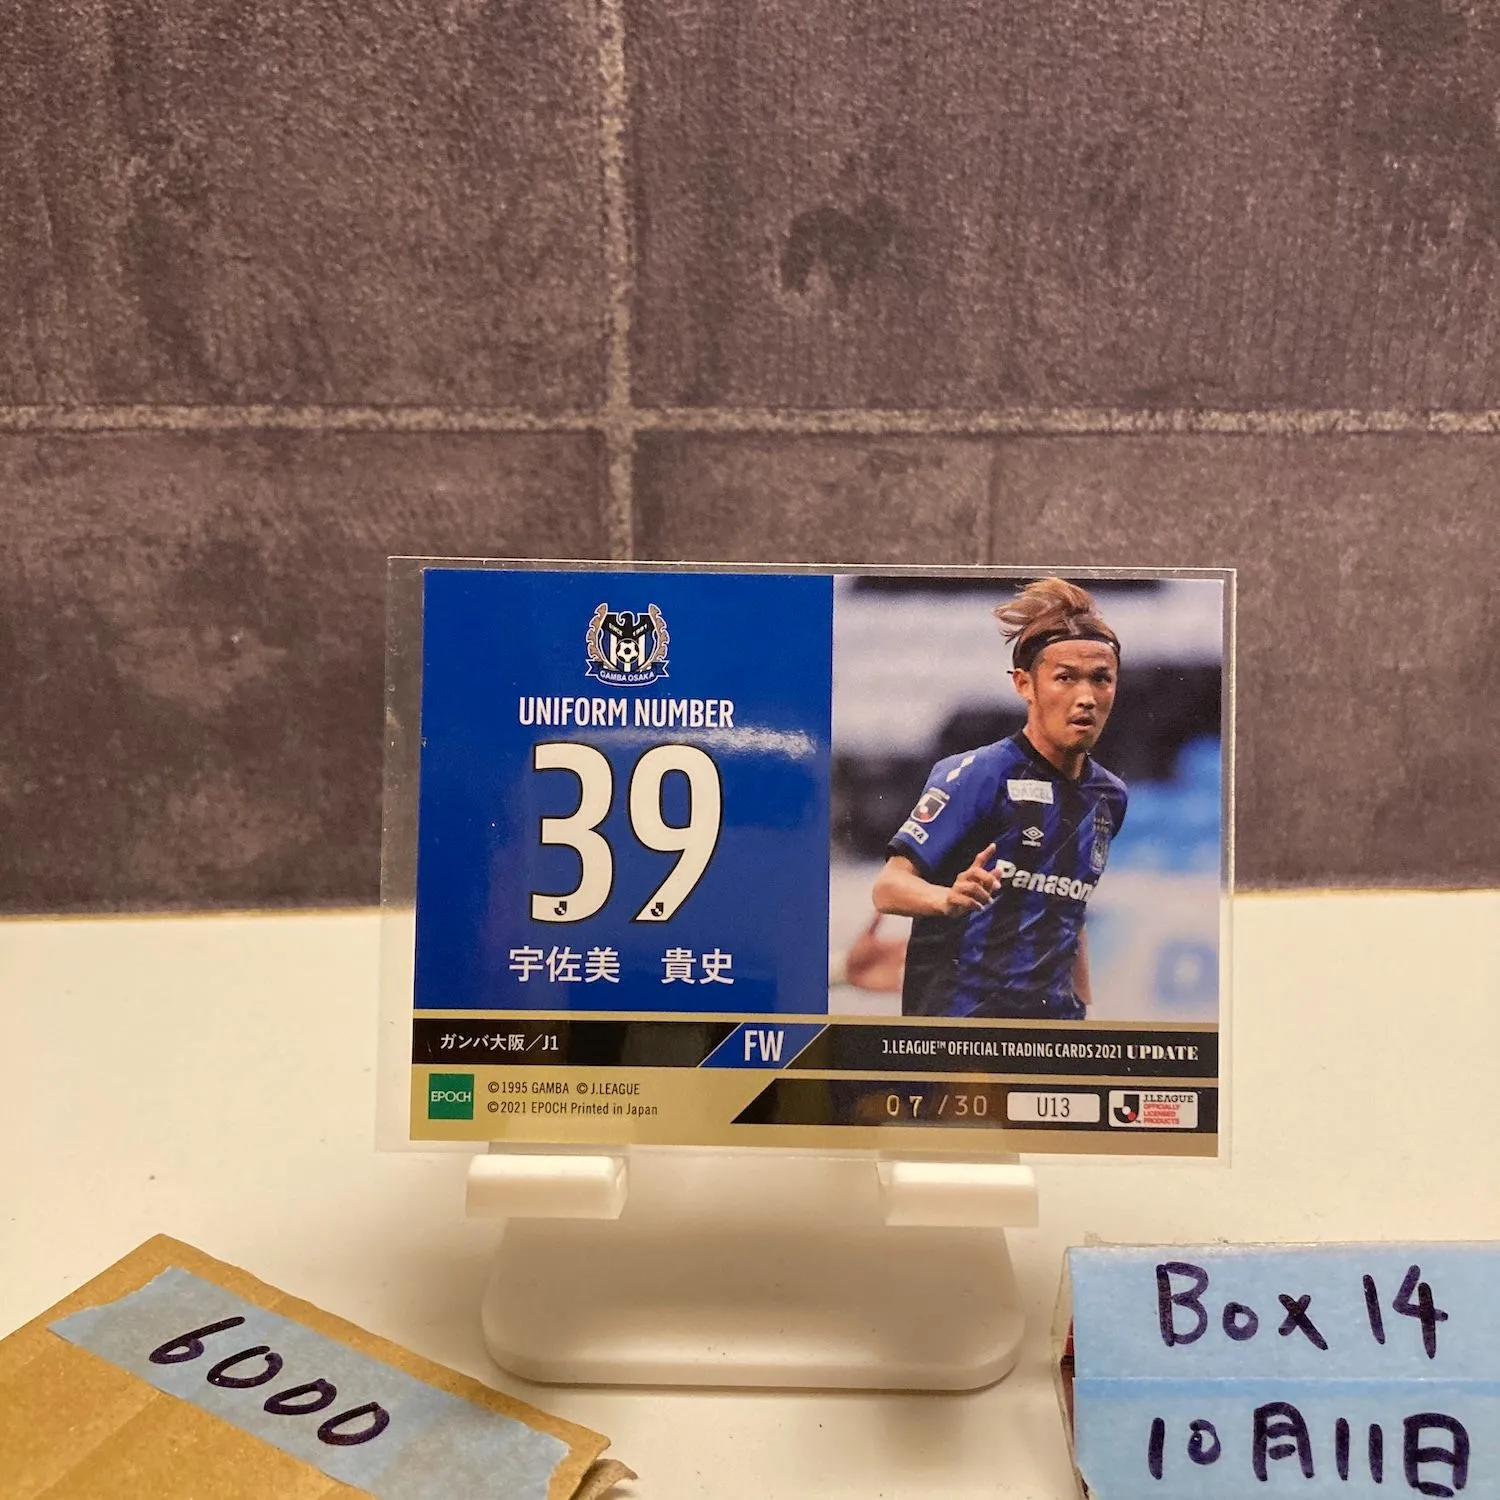 GAMBA OSAKA
UNIFORM NUMBER
39
宇佐美 貴史
DAICEL
umbro
Panasonic
ガンバ大阪／J1
FW
J.LEAGUE™ OFFICIAL TRADING CARDS 2021 UPDATE
EPOCH
©1995 GAMBA ©J.LEAGUE
©2021 EPOCH Printed in Japan
07/30
U13
J.LEAGUE
OFFICIALLY
LICENSED
PRODUCTS
6000
Box 14
10月11日